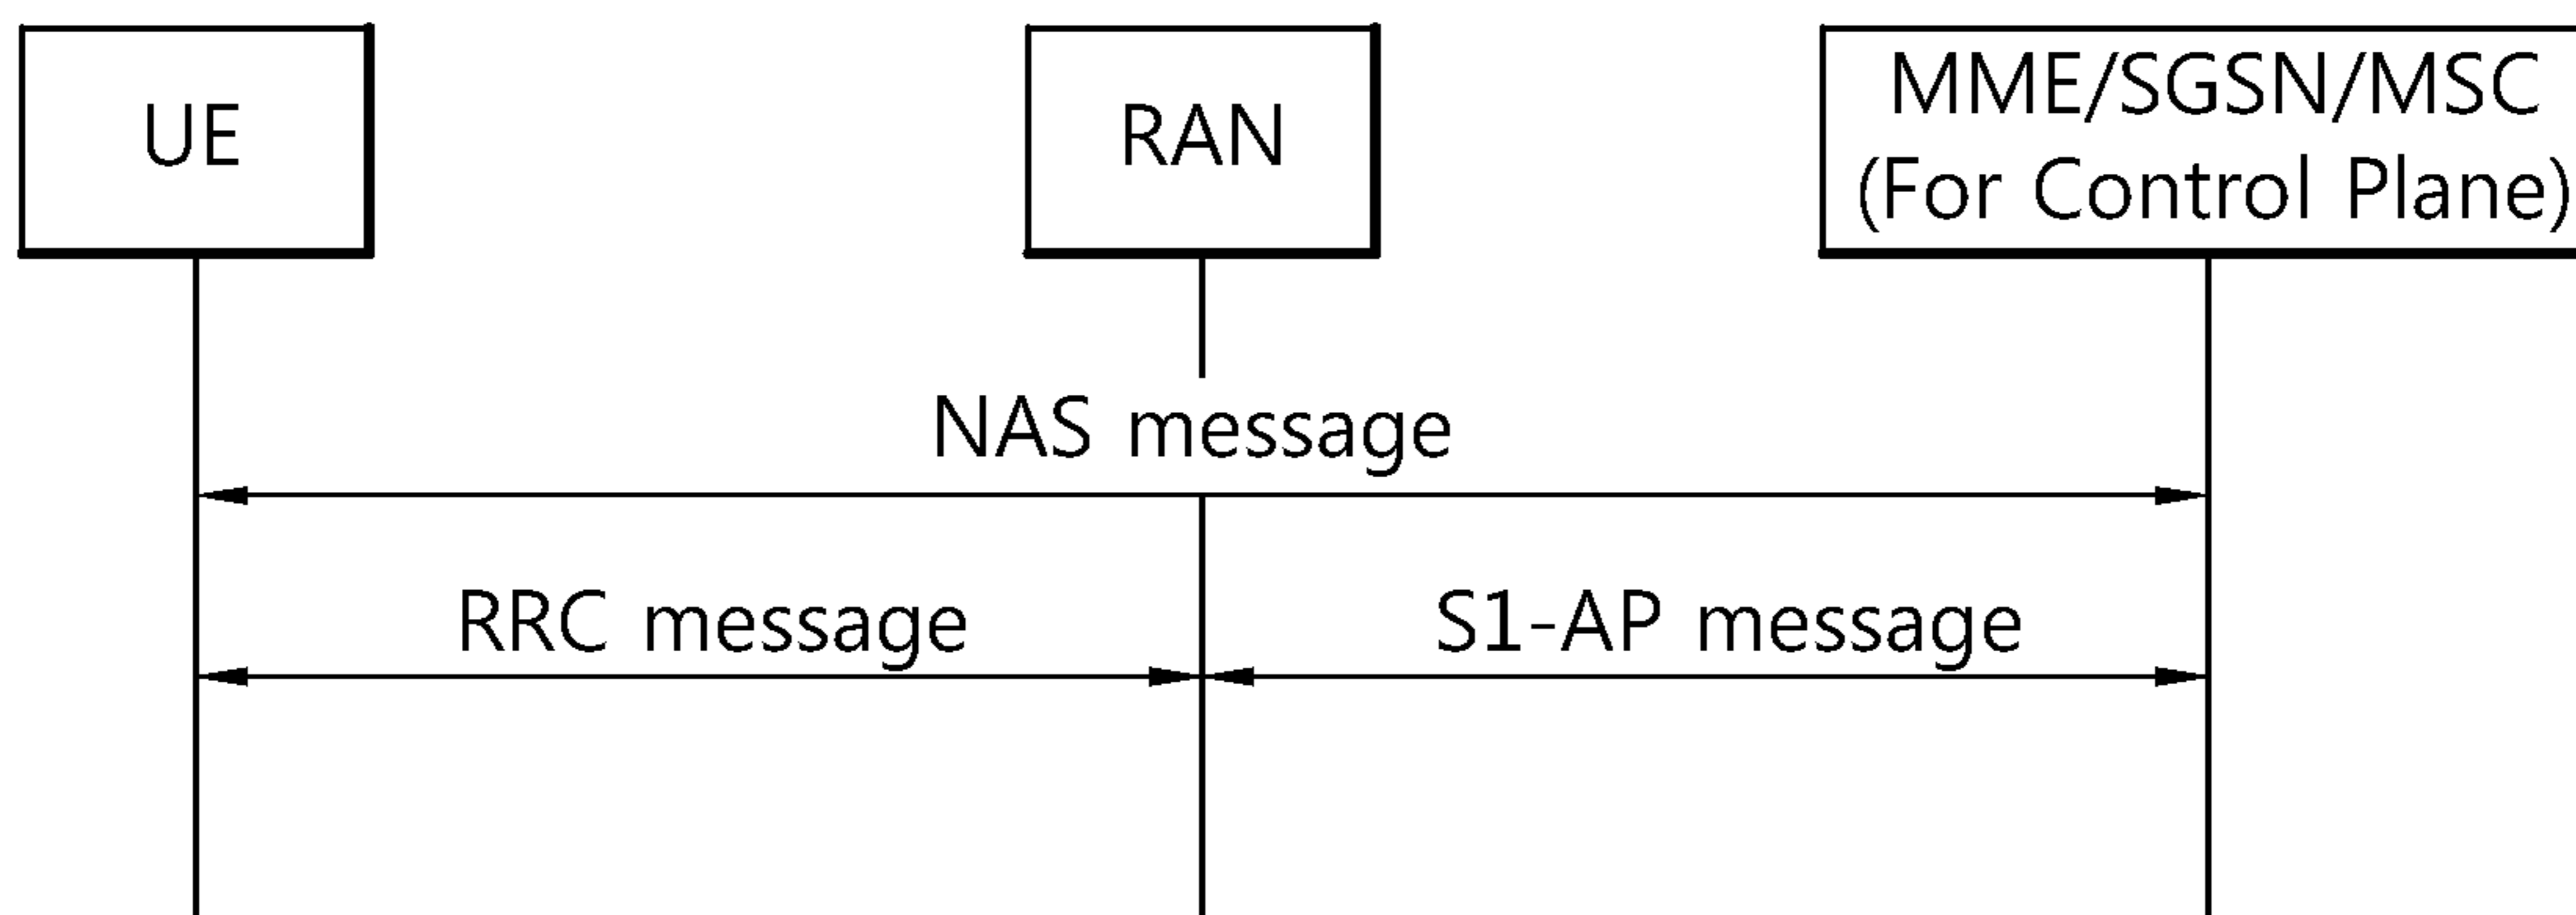 UE
RAN
MME/SGSN/MSC
(For Control Plane)
NAS message
RRC message
S1-AP message